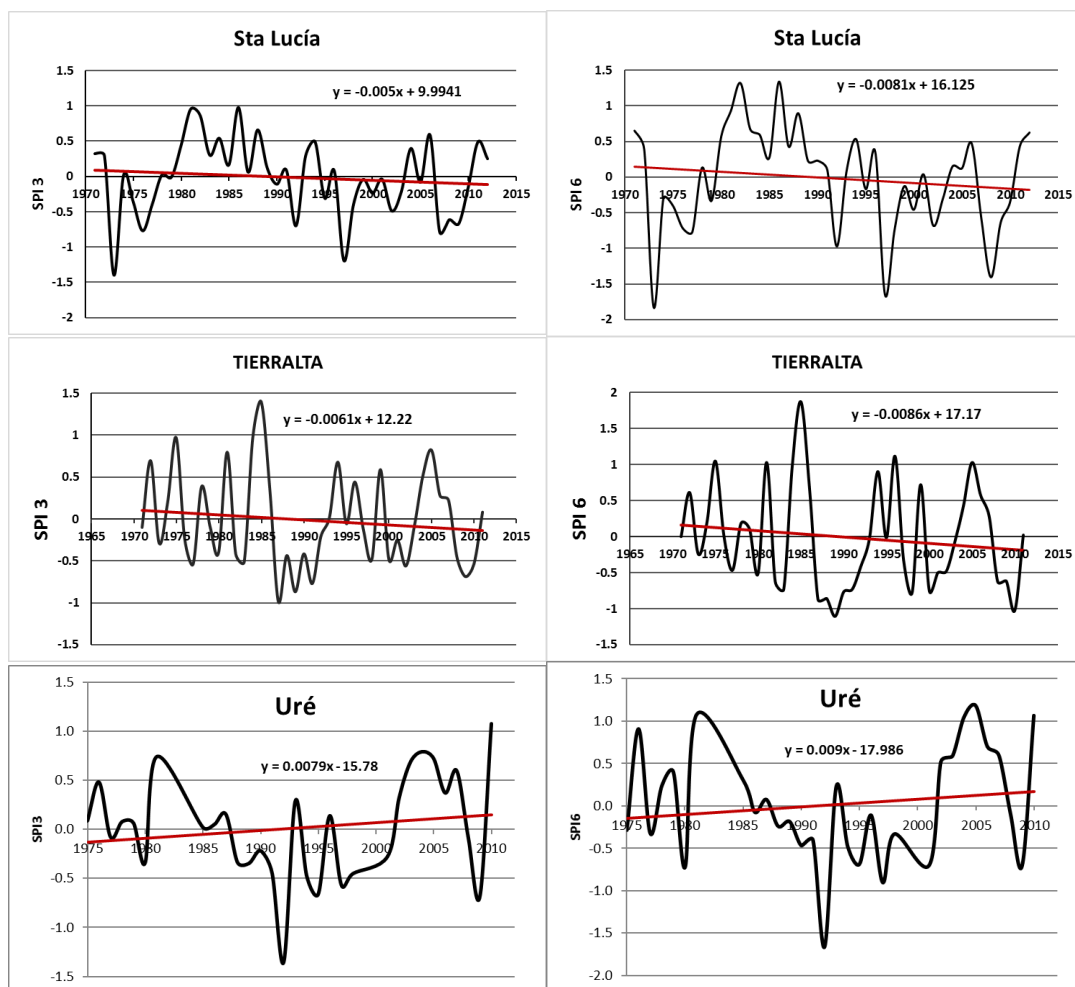 Sta Lucía
y = -0.005x + 9.9941
SPI 3
1.5
1
0.5
0
-0.5
-1
-1.5
-2
1970 1975 1980 1985 1990 1995 2000 2005 2010 2015
Sta Lucía
y = -0.0081x + 16.125
SPI 6
1.5
1
0.5
0
-0.5
-1
-1.5
-2
1970 1975 1980 1985 1990 1995 2000 2005 2010 2015
TIERRALTA
y = -0.0061x + 12.22
SPI 3
1.5
1
0.5
0
-0.5
-1
-1.5
1965 1970 1975 1980 1985 1990 1995 2000 2005 2010 2015
TIERRALTA
y = -0.0086x + 17.17
SPI 6
2
1.5
1
0.5
0
-0.5
-1
-1.5
1965 1970 1975 1980 1985 1990 1995 2000 2005 2010 2015
Uré
y = 0.0079x - 15.78
SPI3
1.5
1.0
0.5
0.0
-0.5
-1.0
-1.5
1975 1980 1985 1990 1995 2000 2005 2010
Uré
y = 0.009x - 17.986
SPI6
1.5
1.0
0.5
0.0
-0.5
-1.0
-1.5
-2.0
1975 1980 1985 1990 1995 2000 2005 2010